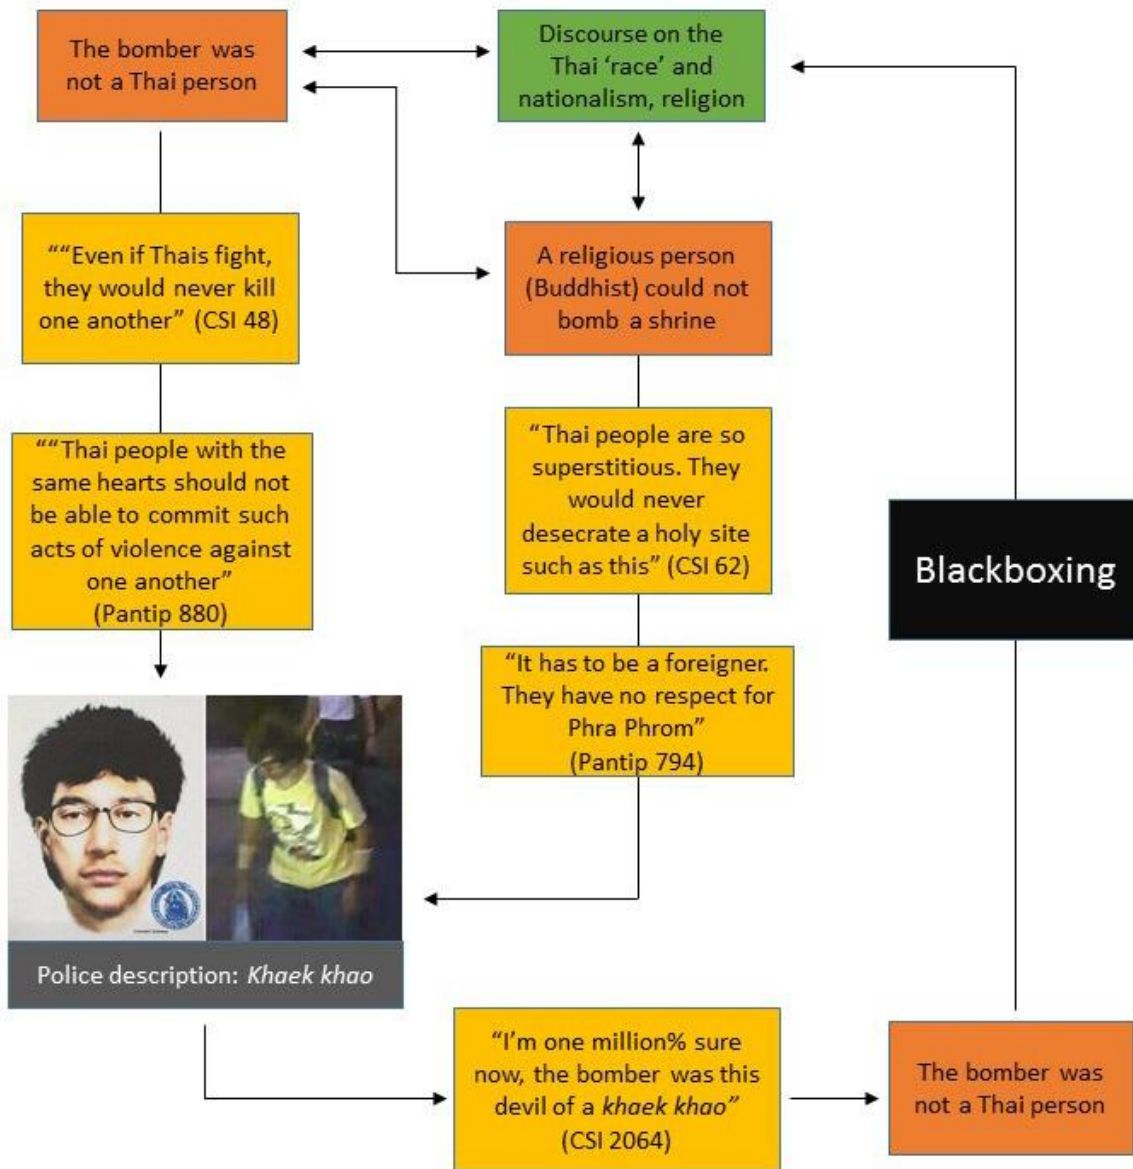 The bomber was
not a Thai person
Discourse on the
Thai ‘race’ and
nationalism, religion
““Even if Thais fight,
they would never kill
one another” (CSI 48)
A religious person
(Buddhist) could not
bomb a shrine
““Thai people with the
same hearts should not
be able to commit such
acts of violence against
one another”
(Pantip 880)
“Thai people are so
superstitious. They
would never
desecrate a holy site
such as this” (CSI 62)
Blackboxing
“It has to be a foreigner.
They have no respect for
Phra Phrom”
(Pantip 794)
Police description: Khaek khao
“I’m one million% sure
now, the bomber was this
devil of a khaek khao”
(CSI 2064)
The bomber was
not a Thai person